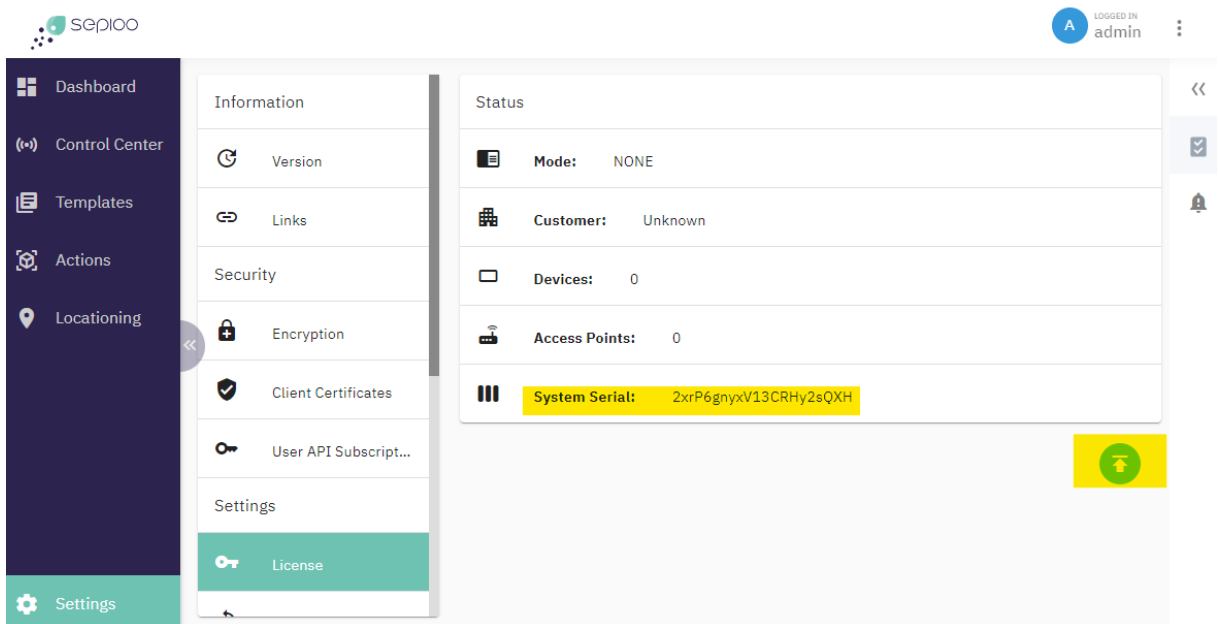 sepioo
LOGGED IN
A admin
Dashboard
Control Center
Templates
Actions
Locationing
Settings
Information
Version
Links
Security
Encryption
Client Certificates
User API Subscript...
Settings
License
Status
Mode: NONE
Customer: Unknown
Devices: 0
Access Points: 0
System Serial: 2xrP6gnyxV13CRHy2sQXH